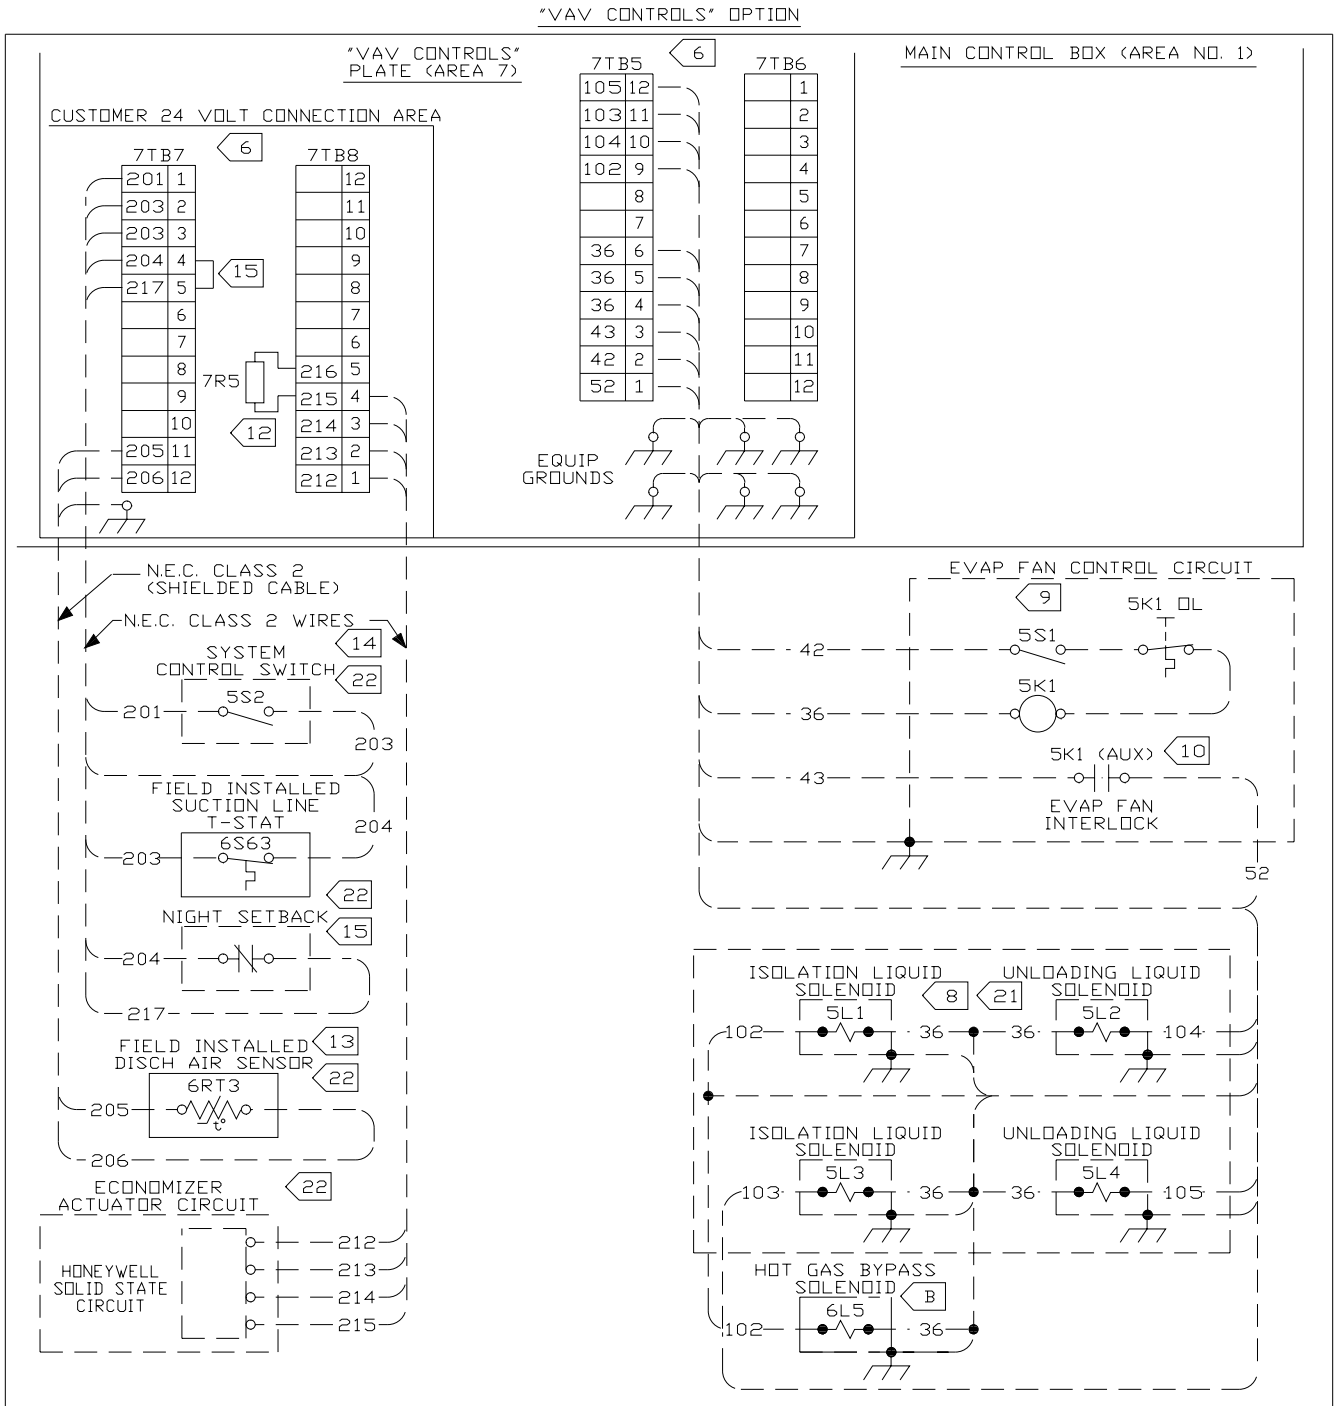 "VAV CONTROLS" OPTION
"VAV CONTROLS"
PLATE (AREA 7)
MAIN CONTROL BOX (AREA NO. 1)
CUSTOMER 24 VOLT CONNECTION AREA
6
7TB7
201 1
203 2
203 3
204 4
217 5
6
7
8
9
10
205 11
206 12
15
7TB8
12
11
10
9
8
7
6
216 5
215 4
214 3
213 2
212 1
7R5
12
7TB5
6
105 12
103 11
104 10
102 9
8
7
36 6
36 5
36 4
43 3
42 2
52 1
7TB6
1
2
3
4
5
6
7
8
9
10
11
12
EQUIP
GROUNDS
N.E.C. CLASS 2
(SHIELDED CABLE)
N.E.C. CLASS 2 WIRES
14
SYSTEM
CONTROL SWITCH
22
5S2
201
203
FIELD INSTALLED
SUCTION LINE
T-STAT
204
6S63
203
22
NIGHT SETBACK
15
204
217
13
FIELD INSTALLED
DISCH AIR SENSOR
22
6RT3
205
t°
206
22
ECONOMIZER
ACTUATOR CIRCUIT
HONEYWELL
SOLID STATE
CIRCUIT
212
213
214
215
EVAP FAN CONTROL CIRCUIT
9
5K1 OL
42
5S1
5K1
36
5K1 (AUX)
10
43
EVAP FAN
INTERLOCK
52
ISOLATION LIQUID
SOLENOID
8
21
UNLOADING LIQUID
SOLENOID
5L1
5L2
102
36
36
104
ISOLATION LIQUID
SOLENOID
UNLOADING LIQUID
SOLENOID
5L3
5L4
103
36
36
105
HOT GAS BYPASS
SOLENOID
B
6L5
102
36